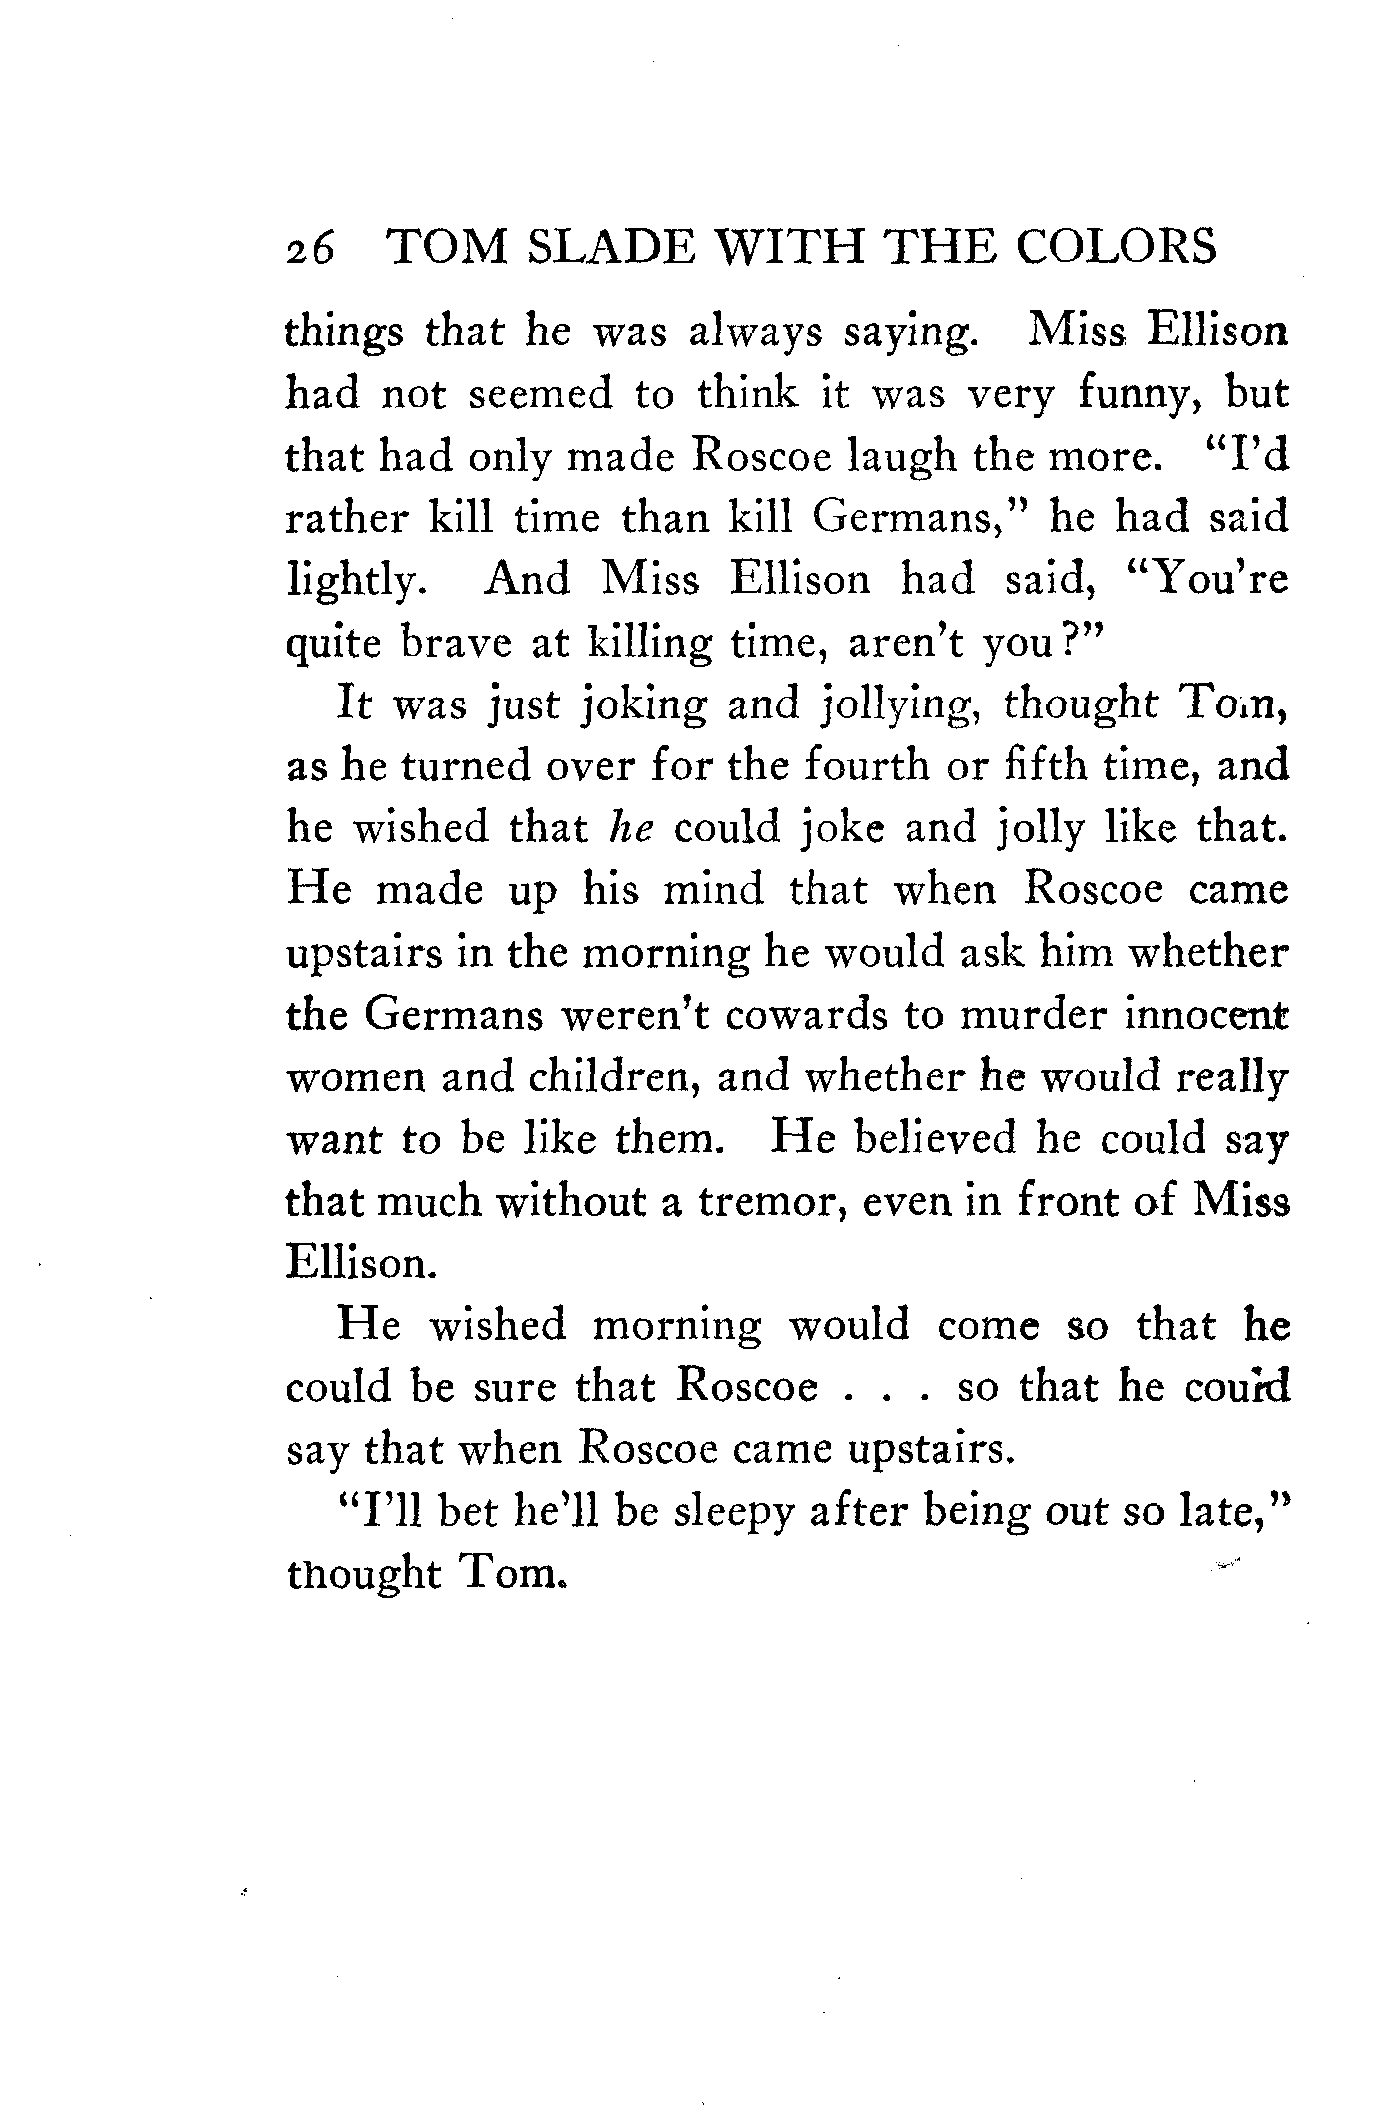 26 TOM SLADE WITH THE COLORS
things that he was always saying. Miss Ellison
had not seemed to think it was very funny, but
that had only made Roscoe laugh the more. “I’d
rather kill time than kill Germans,” he had said
lightly. And Miss Ellison had said, “You’re
quite brave at killing time, aren’t you?”
It was just joking and jollying, thought Tom,
as he turned over for the fourth or fifth time, and
he wished that he could joke and jolly like that.
He made up his mind that when Roscoe came
upstairs in the morning he would ask him whether
the Germans weren’t cowards to murder innocent
women and children, and whether he would really
want to be like them. He believed he could say
that much without a tremor, even in front of Miss
Ellison.
He wished morning would come so that he
could be sure that Roscoe . . . so that he could
say that when Roscoe came upstairs.
“I’ll bet he’ll be sleepy after being out so late,”
thought Tom.